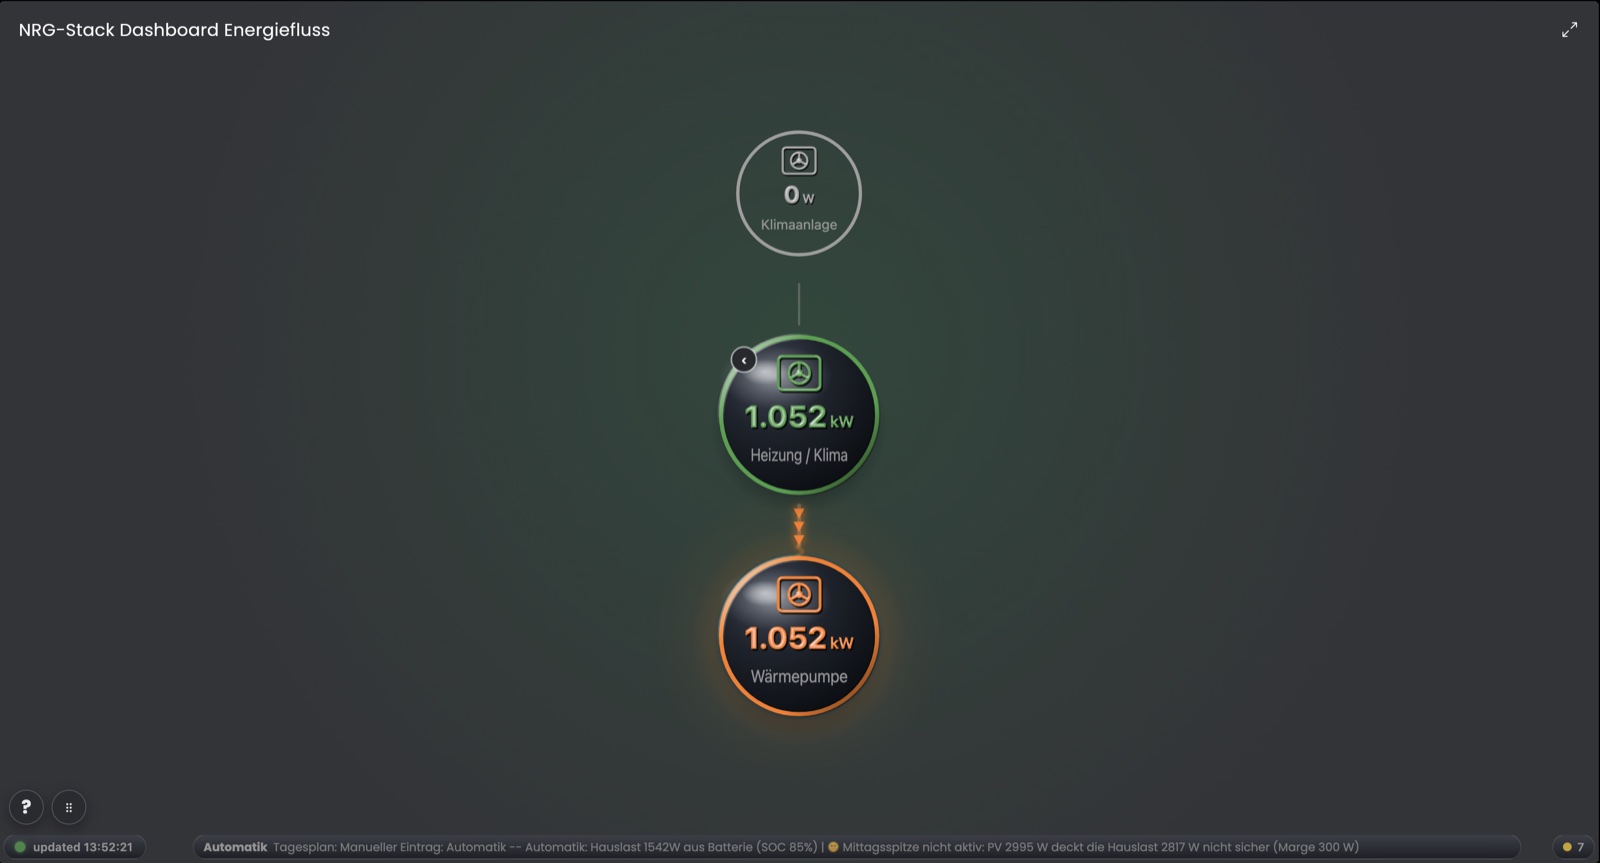 NRG-Stack Dashboard Energiefluss
0 W
Klimaanlage
1.052 kW
Heizung / Klima
1.052 kW
Wärmepumpe
?
updated 13:52:21
Automatik Tagesplan: Manueller Eintrag: Automatik -- Automatik: Hauslast 1542W aus Batterie (SOC 85%) | Mittagsspitze nicht aktiv: PV 2995 W deckt die Hauslast 2817 W nicht sicher (Marge 300 W)
7